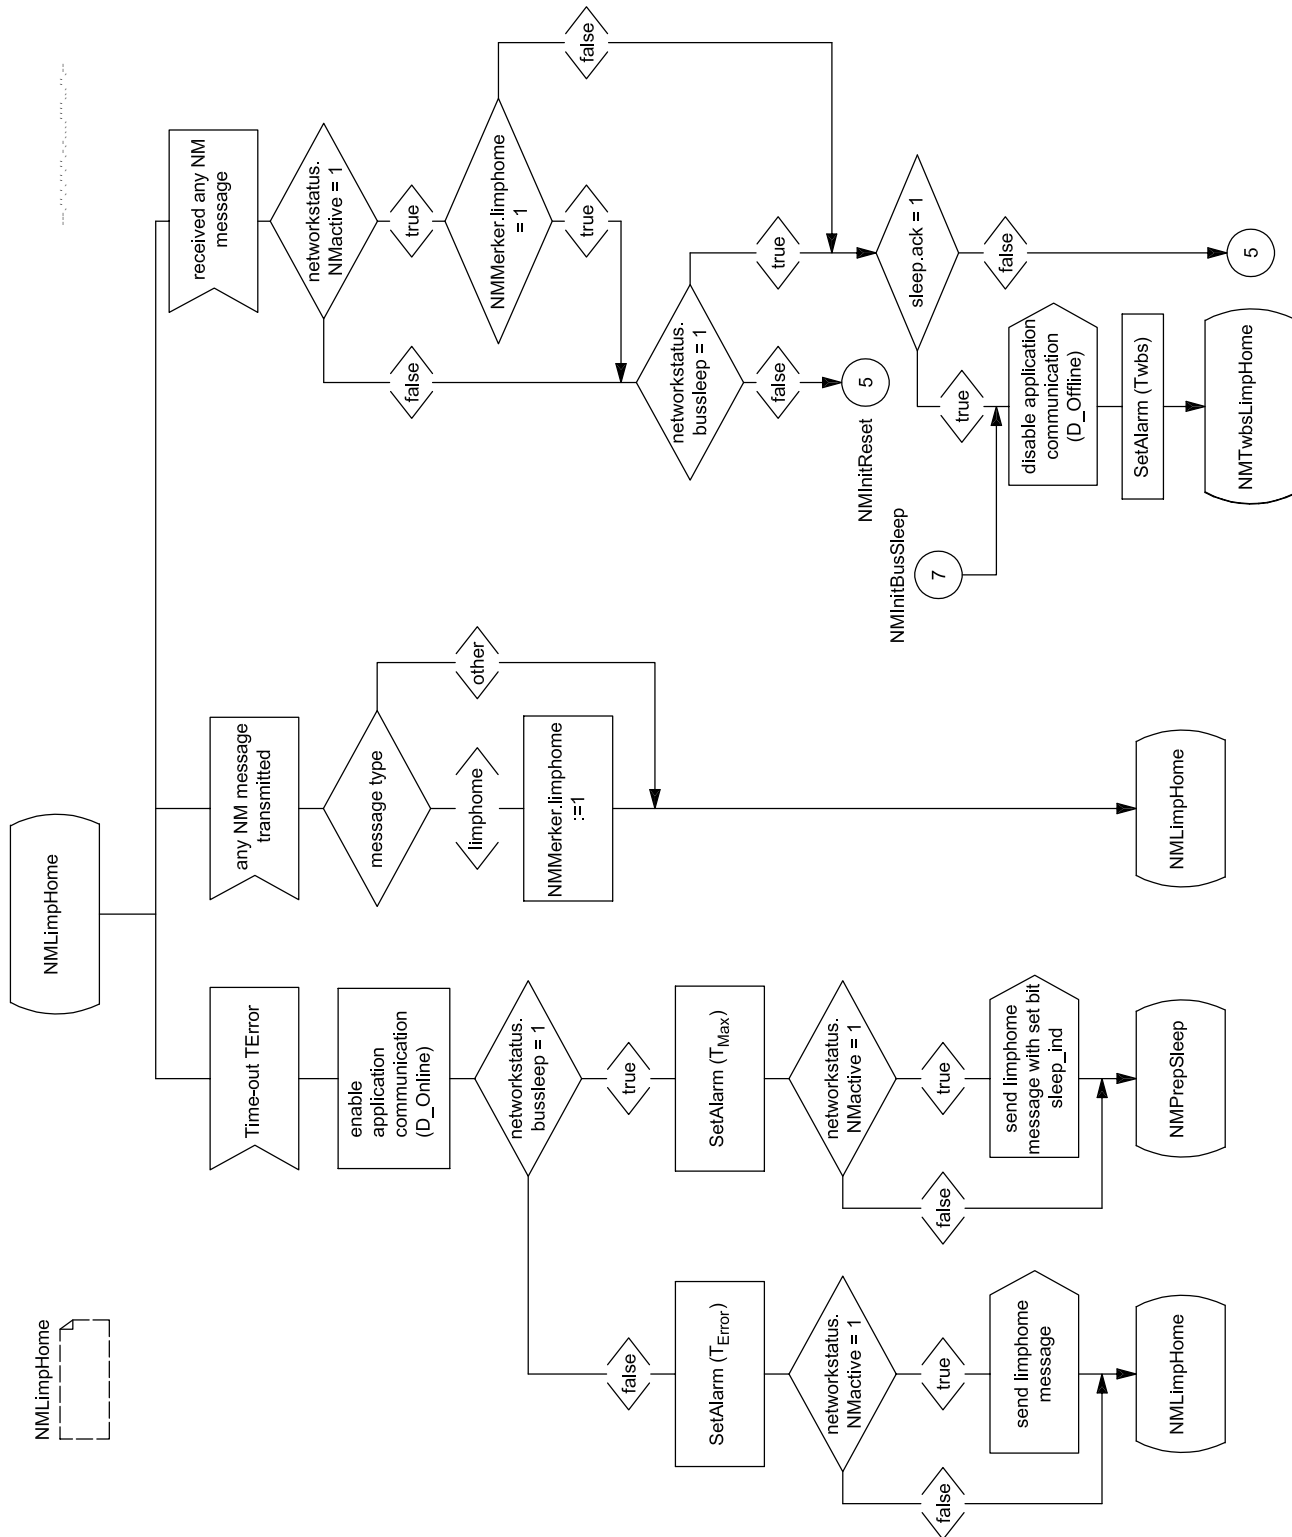 NMLimpHome
NMLimpHome
Time-out TError
enable
application
communication
(D_Online)
networkstatus.
bussleep = 1
false
true
SetAlarm (TError)
SetAlarm (TMax)
networkstatus.
NMactive = 1
networkstatus.
NMactive = 1
false
true
false
true
send limphome
message
send limphome
message with set bit
sleep_ind
NMLimpHome
NMPrepSleep
any NM message
transmitted
message type
limphome
other
NMMerker.limphome
:=1
NMLimpHome
received any NM
message
networkstatus.
NMactive = 1
false
true
NMMerker.limphome
= 1
true
false
networkstatus.
bussleep = 1
false
true
5
NMInitReset
sleep.ack = 1
true
false
5
NMInitBusSleep
7
disable application
communication
(D_Offline)
SetAlarm (Twbs)
NMTwbsLimpHome